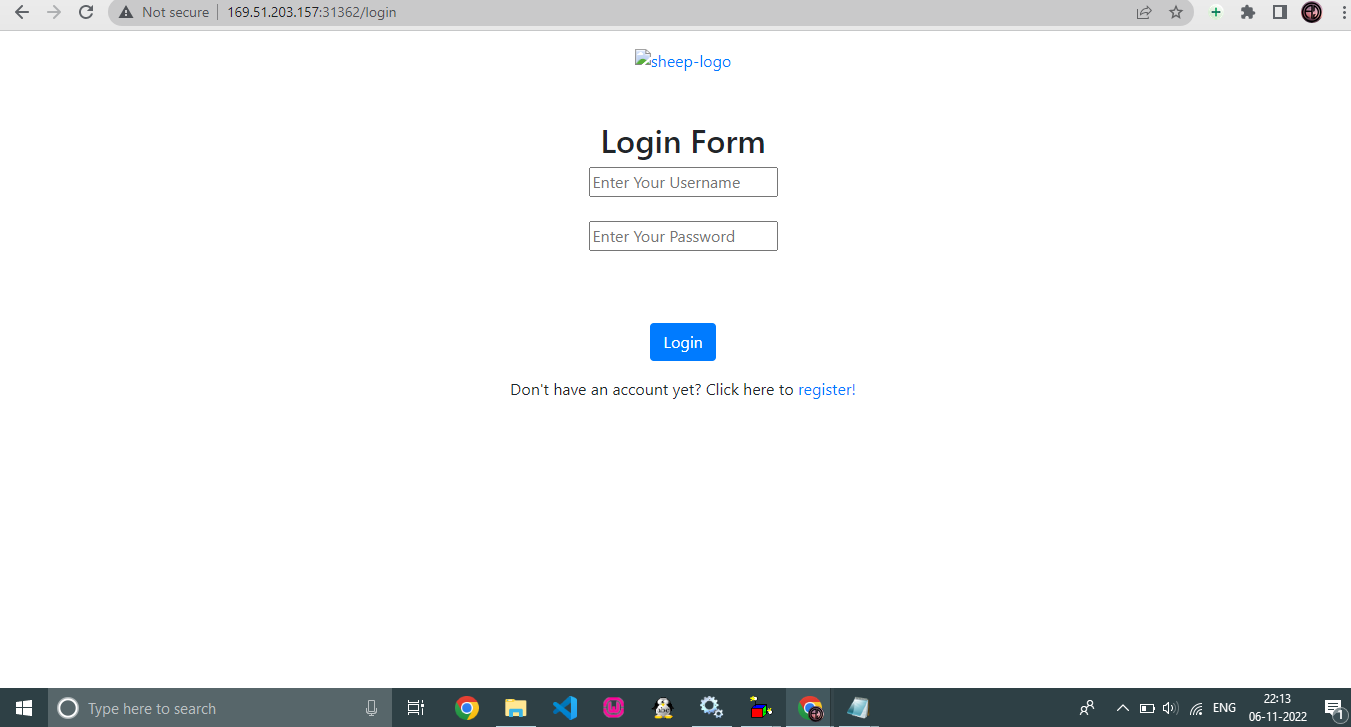 Not secure | 169.51.203.157:31362/login
sheep-logo
Login Form
Enter Your Username
Enter Your Password
Login
Don't have an account yet? Click here to register!
Type here to search
ENG
22:13
06-11-2022
1